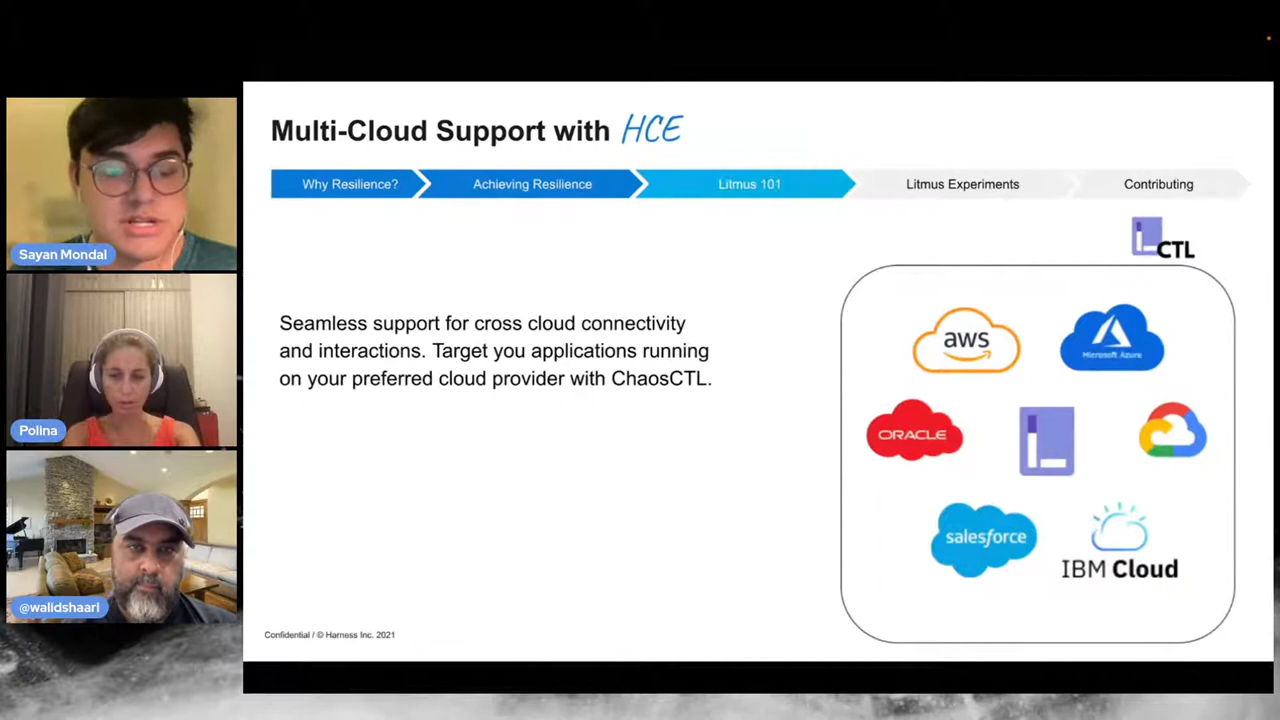 Multi-Cloud Support with HCE
Why Resilience?
Achieving Resilience
Litmus 101
Litmus Experiments
Contributing
CTL
Sayan Mondal
Seamless support for cross cloud connectivity
and interactions. Target you applications running
on your preferred cloud provider with ChaosCTL.
aws
Microsoft Azure
ORACLE
Polina
salesforce
IBM Cloud
@walidshaari
Confidential / © Harness Inc. 2021